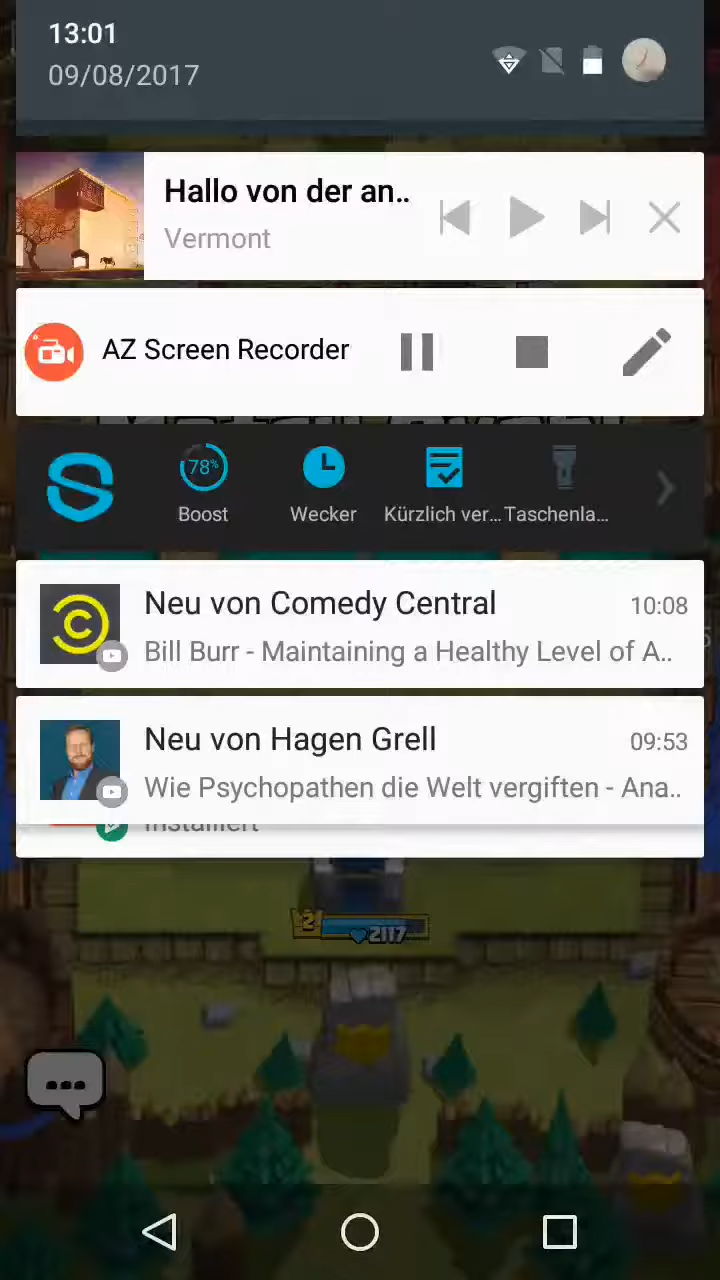 13:01
09/08/2017
Hallo von der an..
Vermont
AZ Screen Recorder
78%
Boost
Wecker
Kürzlich ver...
Taschenla...
Neu von Comedy Central
10:08
Bill Burr - Maintaining a Healthy Level of A..
Neu von Hagen Grell
09:53
Wie Psychopathen die Welt vergiften - Ana..
Installiert
2
2117